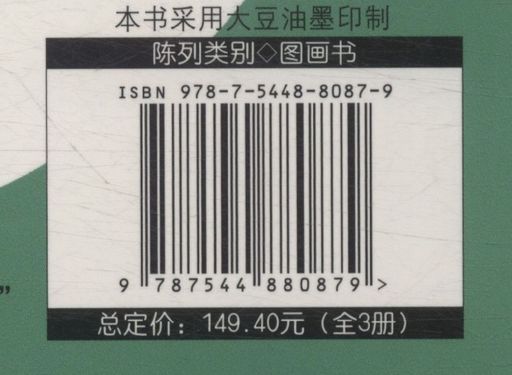 本书采用大豆油墨印制
陈列类别◇图画书
ISBN 978-7-5448-8087-9
9 787544 880879 >
”
总定价：149.40元（全3册）